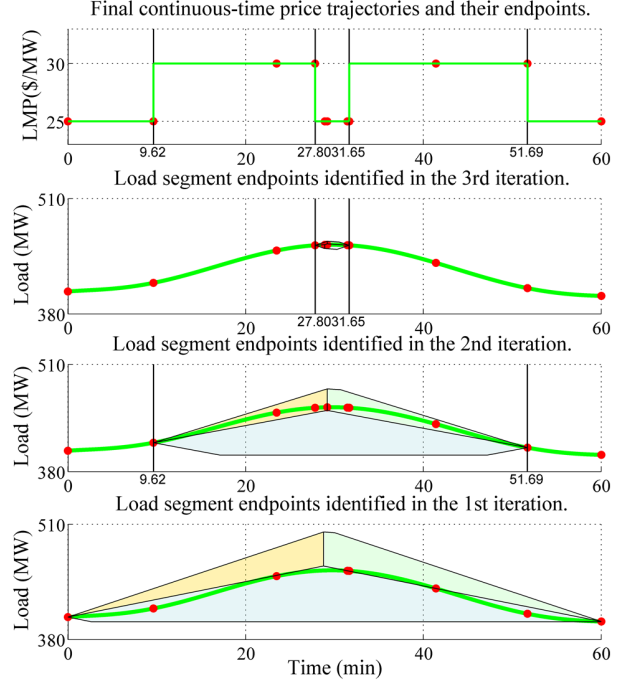 Final continuous-time price trajectories and their endpoints.
LMP($/MW)
30
25
0 9.62 20 27.80 31.65 40 51.69 60
Load segment endpoints identified in the 3rd iteration.
Load (MW)
510
380
0 20 27.80 31.65 40 60
Load segment endpoints identified in the 2nd iteration.
Load (MW)
510
380
0 9.62 20 40 51.69 60
Load segment endpoints identified in the 1st iteration.
Load (MW)
510
380
0 20 40 60
Time (min)